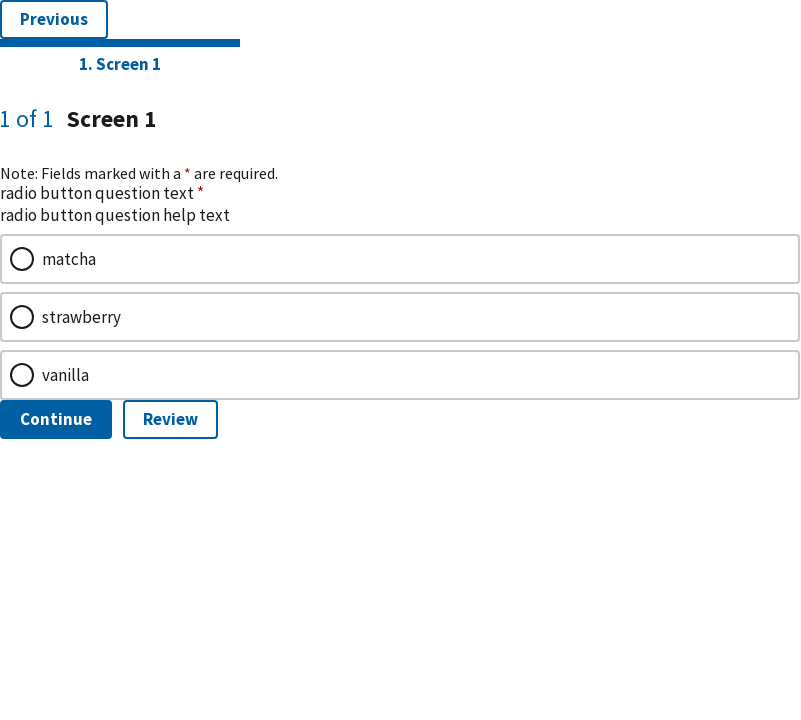 Previous
1. Screen 1
1 of 1 Screen 1
Note: Fields marked with a * are required.
radio button question text *
radio button question help text
matcha
strawberry
vanilla
Continue Review